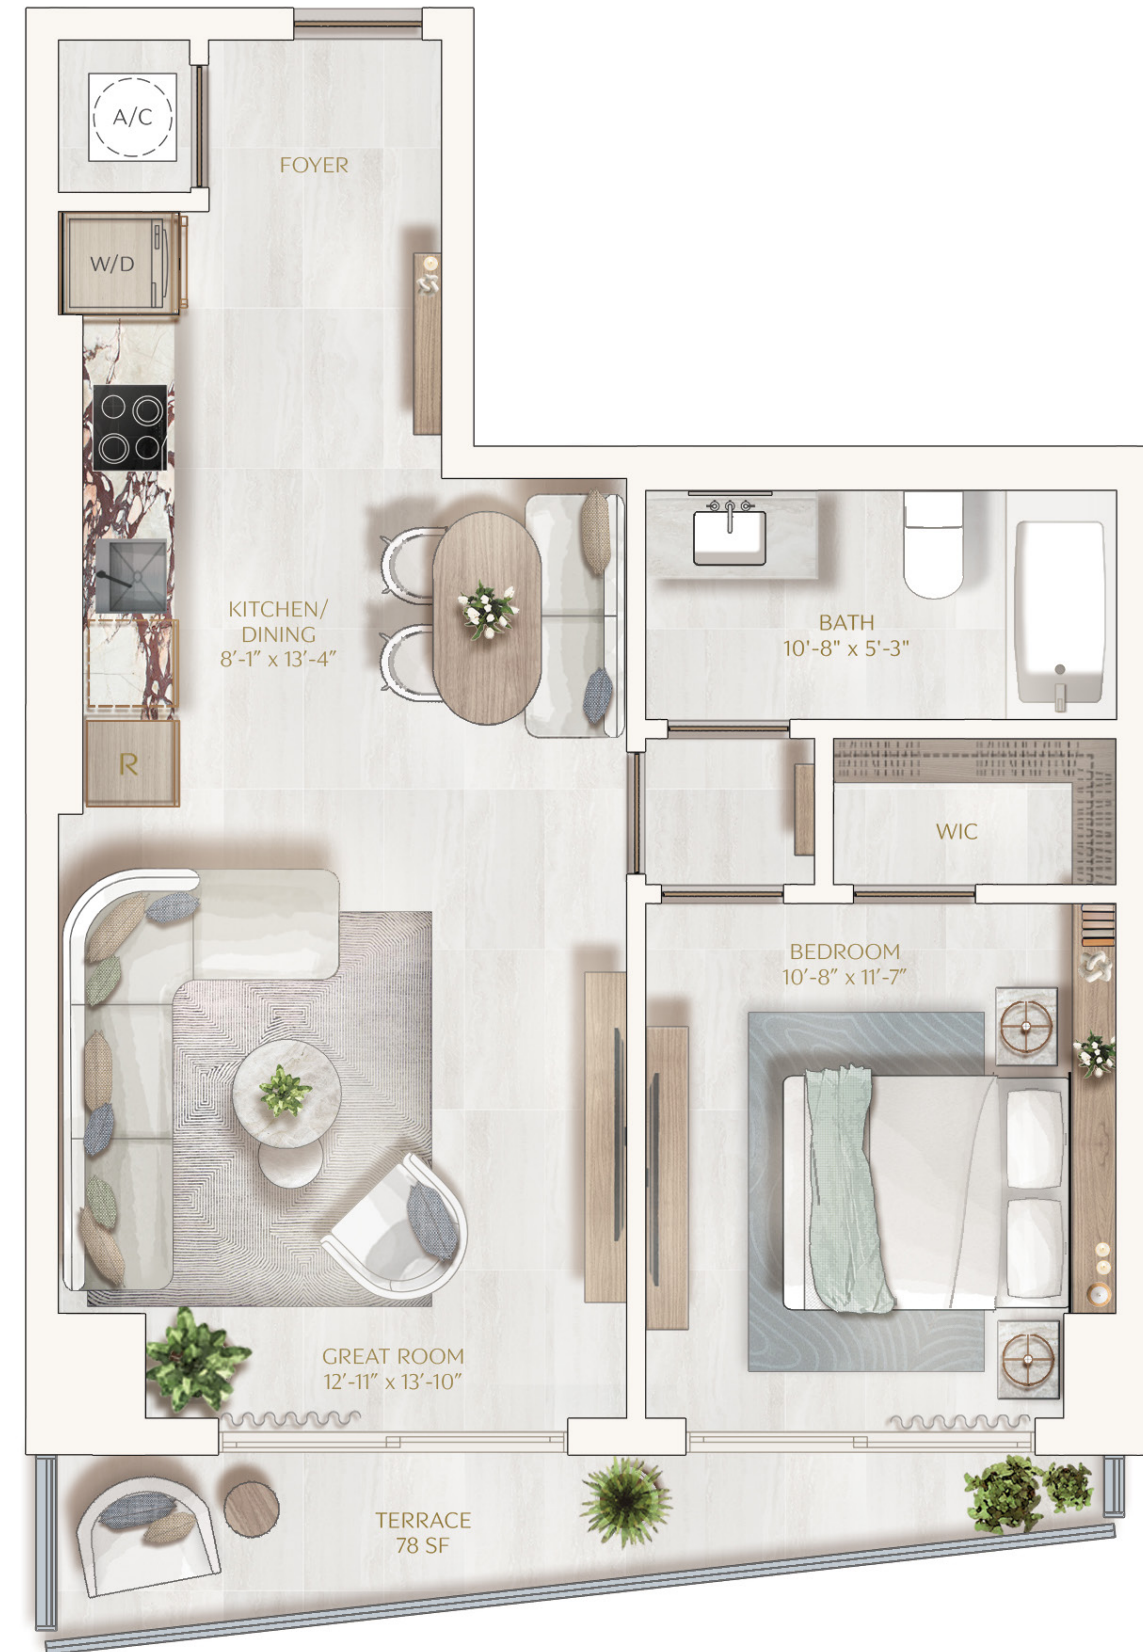 A/C
FOYER
W/D
KITCHEN/
DINING
8'-1" x 13'-4"
BATH
10'-8" x 5'-3"
R
WIC
BEDROOM
10'-8" x 11'-7"
GREAT ROOM
12'-11" x 13'-10"
TERRACE
78 SF